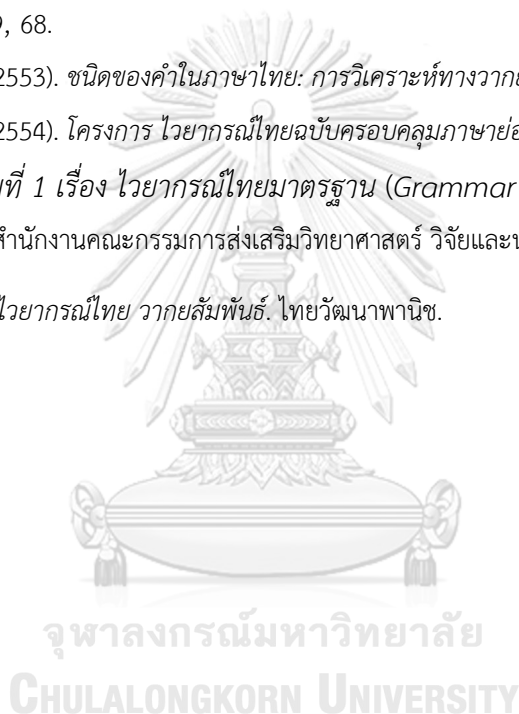 , 68.
2553). ชนิดของคำในภาษาไทย: การวิเคราะห์ทาง
2554). โครงการ ไวยากรณ์ไทยฉบับครอบคลุมภาษา
ที่ 1 เรื่อง ไวยากรณ์ไทยมาตรฐาน (Grammar
สำนักงานคณะกรรมการส่งเสริมวิทยาศาสตร์ วิจัยและ
ไวยากรณ์ไทย วากยสัมพันธ์. ไทยวัฒนาพานิช.
จุฬาลงกรณ์มหาวิทยาลัย
CHULALONGKORN UNIVERSITY